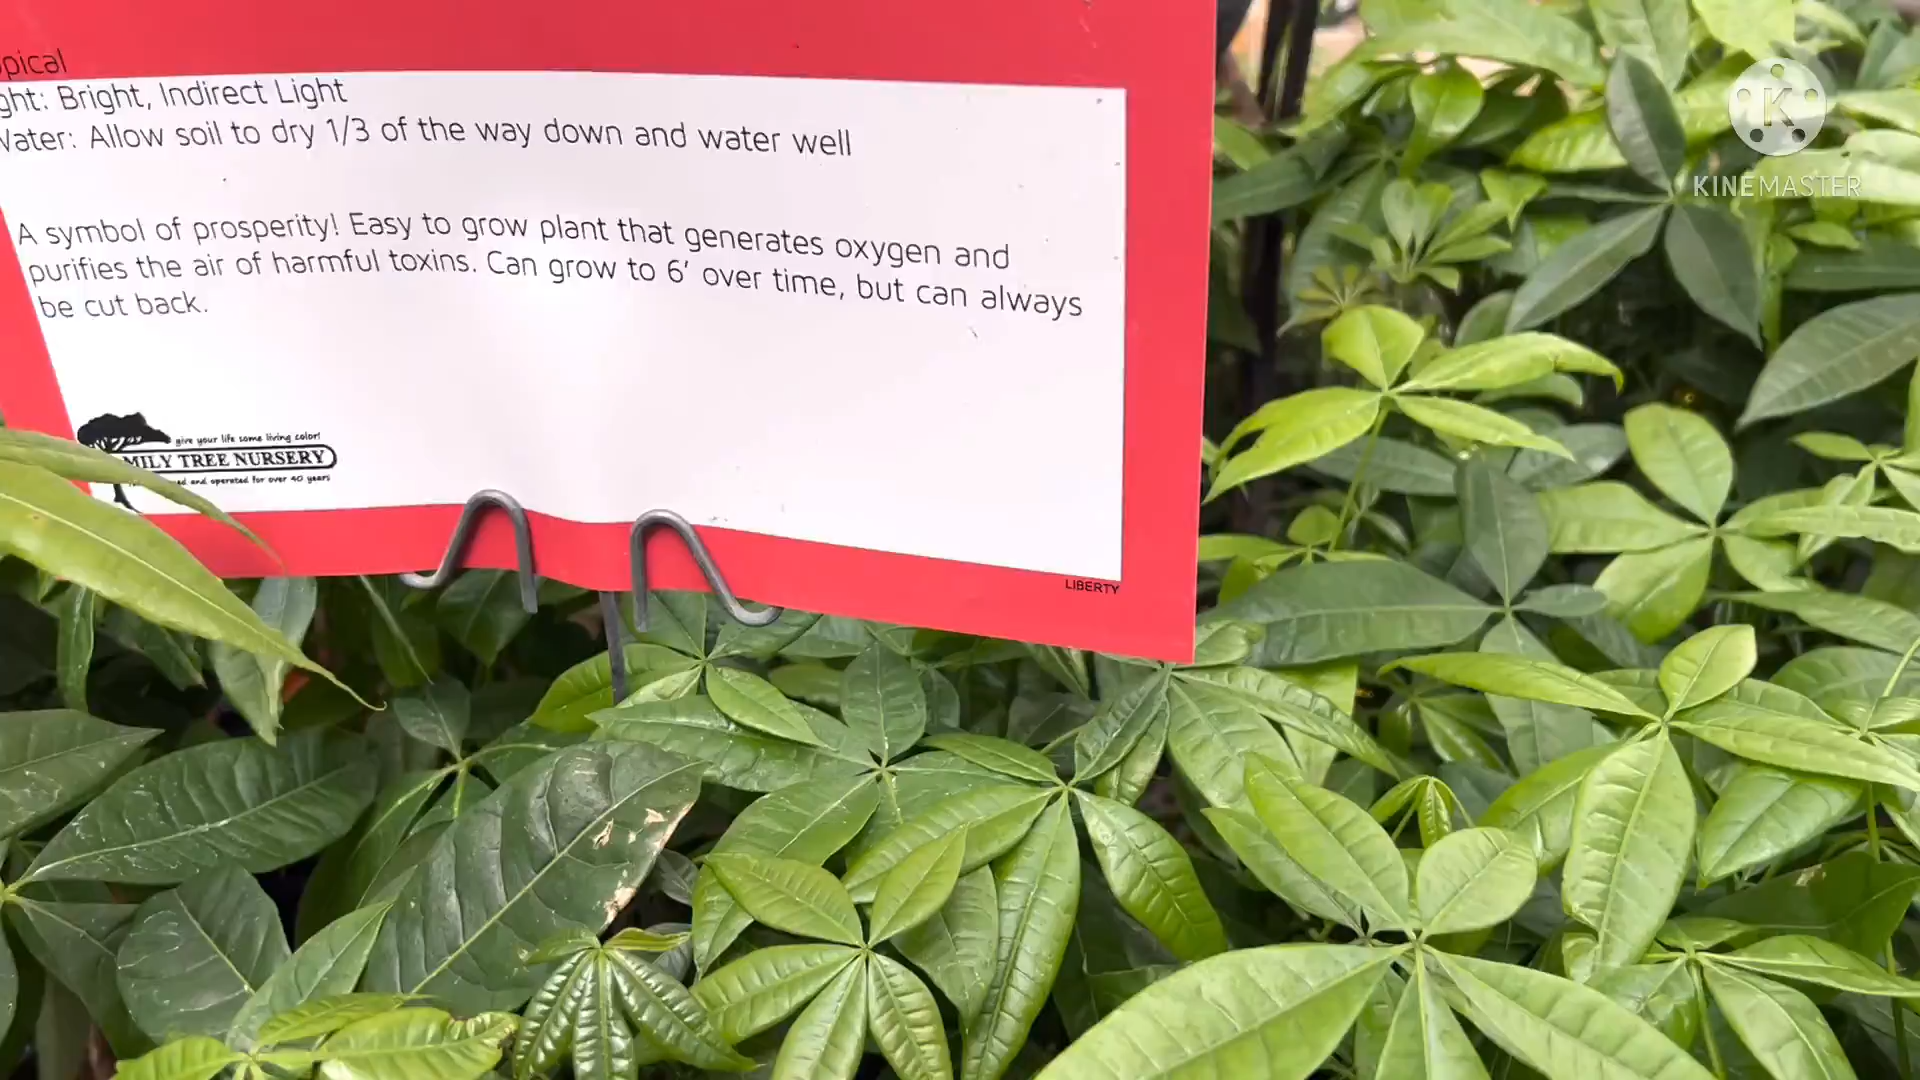 pical
ght: Bright, Indirect Light
Water: Allow soil to dry 1/3 of the way down and water well
A symbol of prosperity! Easy to grow plant that generates oxygen and
purifies the air of harmful toxins. Can grow to 6' over time, but can always
be cut back.
give your life some living color!
MILY TREE NURSERY
ed and operated for over 40 years
LIBERTY
K
KINEMASTER